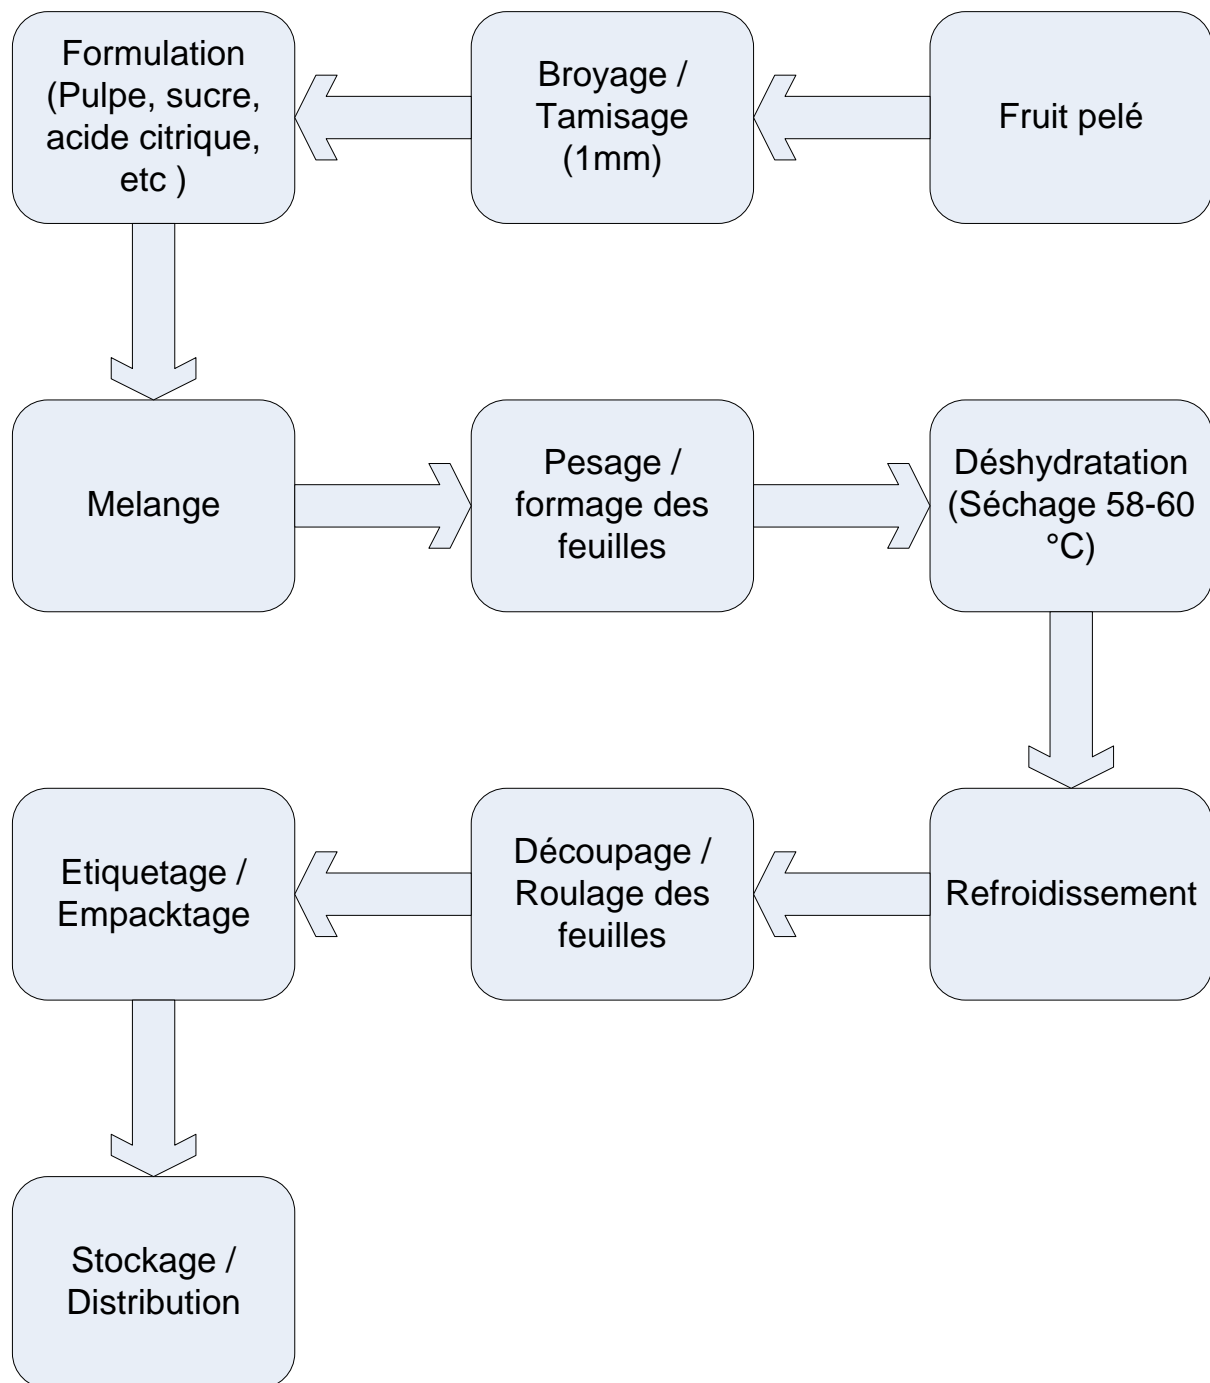 Formulation
(Pulpe, sucre,
acide citrique,
etc )
Broyage /
Tamisage
(1mm)
Fruit pelé
Melange
Pesage /
formage des
feuilles
Déshydratation
(Séchage 58-60
°C)
Etiquetage /
Empacktage
Découpage /
Roulage des
feuilles
Refroidissement
Stockage /
Distribution